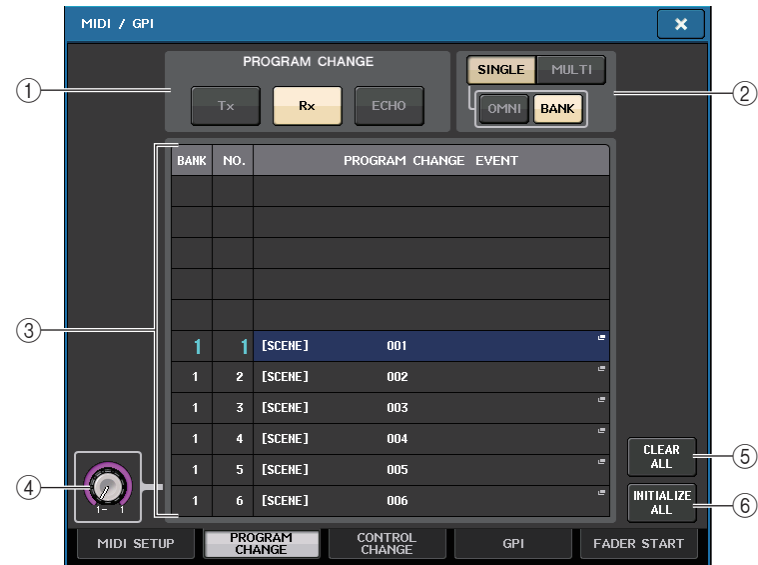 MIDI / GPI
×
PROGRAM CHANGE
Tx
Rx
ECHO
SINGLE
MULTI
OMNI
BANK
①
②
BANK NO. PROGRAM CHANGE EVENT
1 1 [SCENE] 001
1 2 [SCENE] 002
1 3 [SCENE] 003
1 4 [SCENE] 004
1 5 [SCENE] 005
1 6 [SCENE] 006
③
④
1- 1
CLEAR
ALL
⑤
INITIALIZE
ALL
⑥
MIDI SETUP
PROGRAM
CHANGE
CONTROL
CHANGE
GPI
FADER START